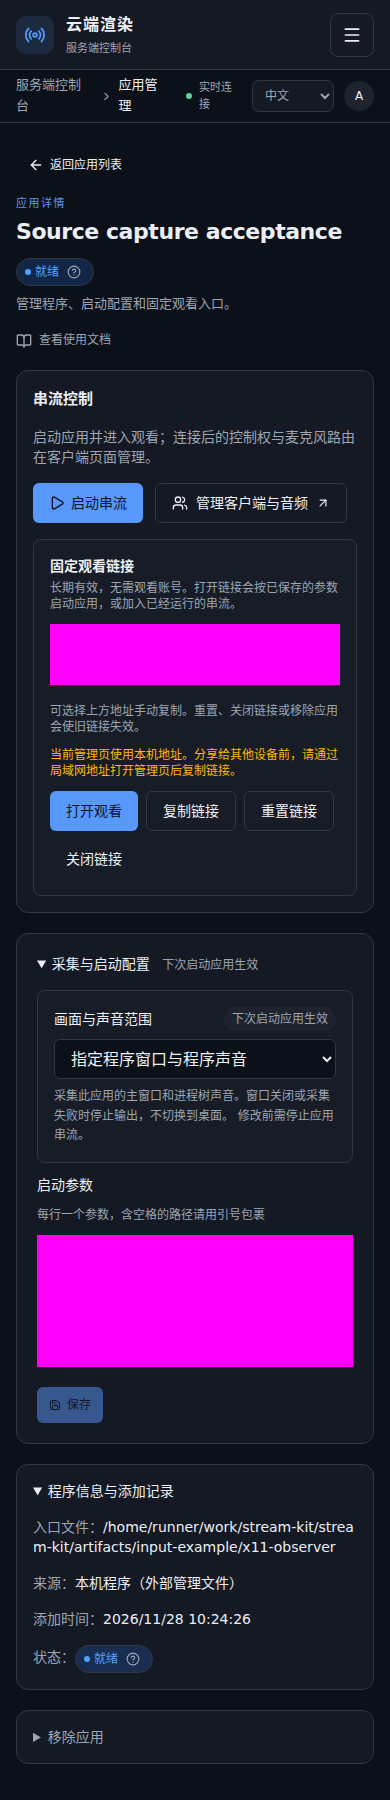 云端渲染
服务端控制台
服务端控制台
应用管理
实时连接
中文
A
返回应用列表
应用详情
Source capture acceptance
就绪
管理程序、启动配置和固定观看入口。
查看使用文档
串流控制
启动应用并进入观看；连接后的控制权与麦克风路由
在客户端页面管理。
启动串流
管理客户端与音频
固定观看链接
长期有效，无需观看账号。打开链接会按已保存的参数
启动应用，或加入已经运行的串流。
可选择上方地址手动复制。重置、关闭链接或移除应用
会使旧链接失效。
当前管理页使用本机地址。分享给其他设备前，请通过
局域网地址打开管理页后复制链接。
打开观看
复制链接
重置链接
关闭链接
采集与启动配置 下次启动应用生效
画面与声音范围
下次启动应用生效
指定程序窗口与程序声音
采集此应用的主窗口和进程树声音。窗口关闭或采集
失败时停止输出，不切换到桌面。 修改前需停止应用
串流。
启动参数
每行一个参数，含空格的路径请用引号包裹
保存
程序信息与添加记录
入口文件：/home/runner/work/stream-kit/strea
m-kit/artifacts/input-example/x11-observer
来源：本机程序（外部管理文件）
添加时间：2026/11/28 10:24:26
状态：就绪
移除应用